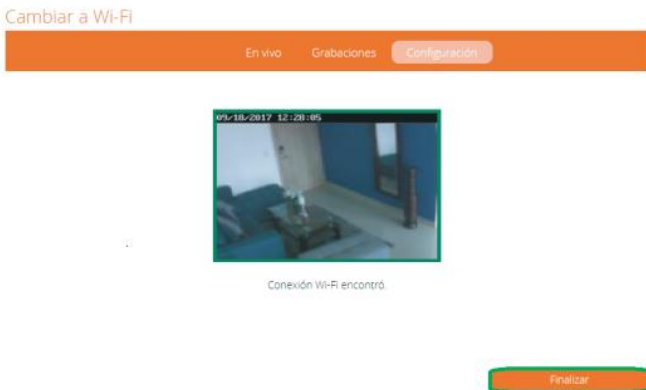 Cambiar a Wi-Fi
En vivo Grabaciones Configuración
09/18/2017 12:28:05
Conexión Wi-Fi encontró.
Finalizar